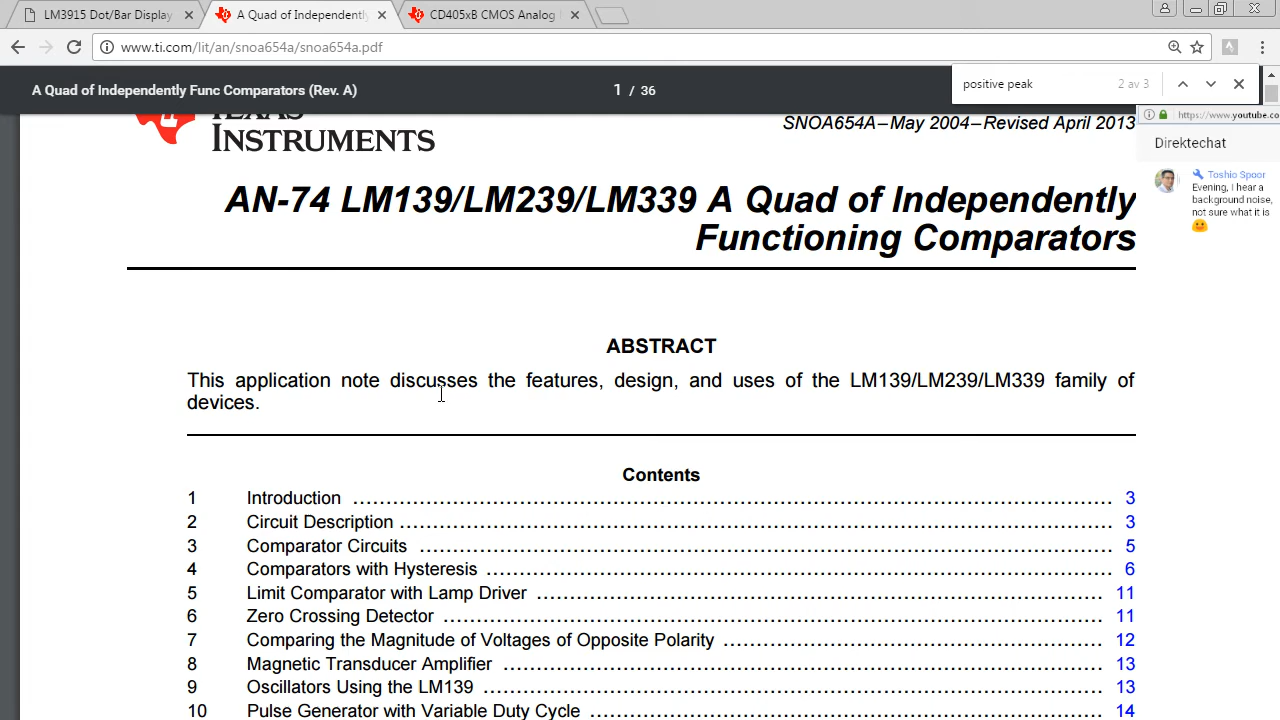 LM3915 Dot/Bar Display
A Quad of Independently
CD405xB CMOS Analog
www.ti.com/lit/an/snoa654a/snoa654a.pdf
A Quad of Independently Func Comparators (Rev. A)
1 / 36
positive peak 2 av 3
https://www.youtube.co
Direktechat
Toshio Spoor
Evening, I hear a
background noise,
not sure what it is
TEXAS
INSTRUMENTS
SNOA654A–May 2004–Revised April 2013
AN-74 LM139/LM239/LM339 A Quad of Independently
Functioning Comparators
ABSTRACT
This application note discusses the features, design, and uses of the LM139/LM239/LM339 family of
devices.
Contents
1 Introduction ........ 3
2 Circuit Description ........ 3
3 Comparator Circuits ........ 5
4 Comparators with Hysteresis ........ 6
5 Limit Comparator with Lamp Driver ........ 11
6 Zero Crossing Detector ........ 11
7 Comparing the Magnitude of Voltages of Opposite Polarity ........ 12
8 Magnetic Transducer Amplifier ........ 13
9 Oscillators Using the LM139 ........ 13
10 Pulse Generator with Variable Duty Cycle ........ 14